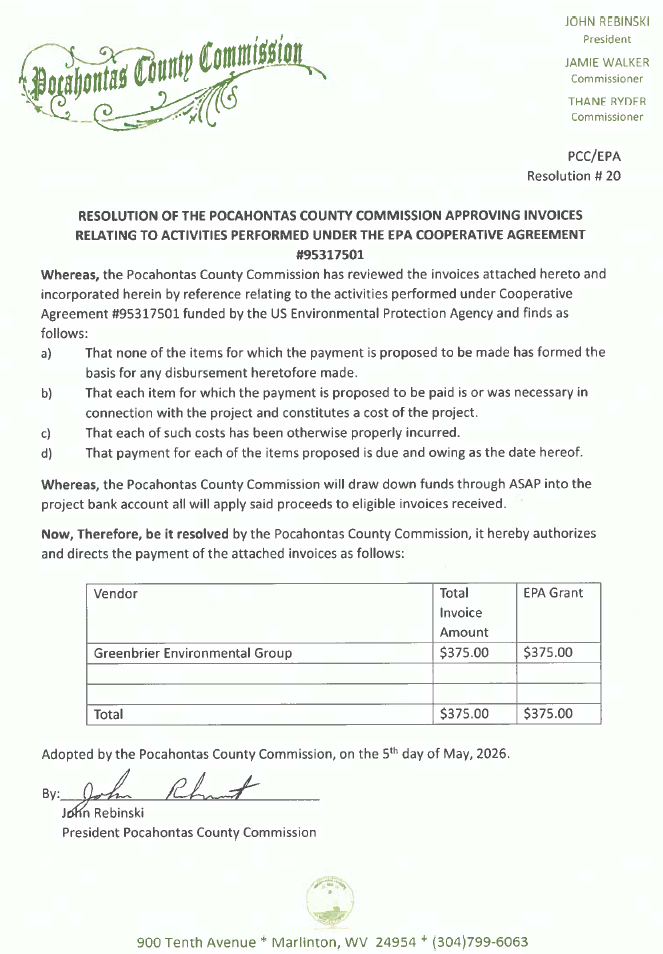 Pocahontas County Commission
JOHN REBINSKI
President
JAMIE WALKER
Commissioner
THANE RYDER
Commissioner
PCC/EPA
Resolution # 20
RESOLUTION OF THE POCAHONTAS COUNTY COMMISSION APPROVING INVOICES
RELATING TO ACTIVITIES PERFORMED UNDER THE EPA COOPERATIVE AGREEMENT
#95317501
Whereas, the Pocahontas County Commission has reviewed the invoices attached hereto and
incorporated herein by reference relating to the activities performed under Cooperative
Agreement #95317501 funded by the US Environmental Protection Agency and finds as
follows:
a) That none of the items for which the payment is proposed to be made has formed the
basis for any disbursement heretofore made.
b) That each item for which the payment is proposed to be paid is or was necessary in
connection with the project and constitutes a cost of the project.
c) That each of such costs has been otherwise properly incurred.
d) That payment for each of the items proposed is due and owing as the date hereof.
Whereas, the Pocahontas County Commission will draw down funds through ASAP into the
project bank account all will apply said proceeds to eligible invoices received.
Now, Therefore, be it resolved by the Pocahontas County Commission, it hereby authorizes
and directs the payment of the attached invoices as follows:
Vendor Total Invoice Amount EPA Grant
Greenbrier Environmental Group $375.00 $375.00
Total $375.00 $375.00
Adopted by the Pocahontas County Commission, on the 5th day of May, 2026.
By:
John Rebinski
President Pocahontas County Commission
900 Tenth Avenue * Marlinton, WV 24954 * (304)799-6063